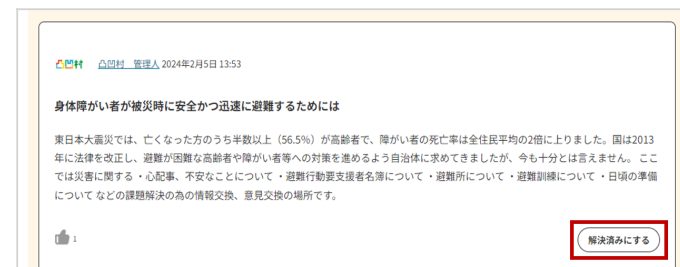 凸凹村 凸凹村 管理人 2024年2月5日 13:53
身体障がい者が被災時に安全かつ迅速に避難するためには
東日本大震災では、亡くなった方のうち半数以上（56.5%）が高齢者で、障がい者の死亡率は全住民平均の2倍に上りました。国は2013
年に法律を改正し、避難が困難な高齢者や障がい者等への対策を進めるよう自治体に求めてきましたが、今も十分とは言えません。 ここ
では災害に関する ・心配事、不安なことについて ・避難行動要支援者名簿について ・避難所について ・避難訓練について ・日頃の準備
について などの課題解決の為の情報交換、意見交換の場所です。
1
解決済みにする